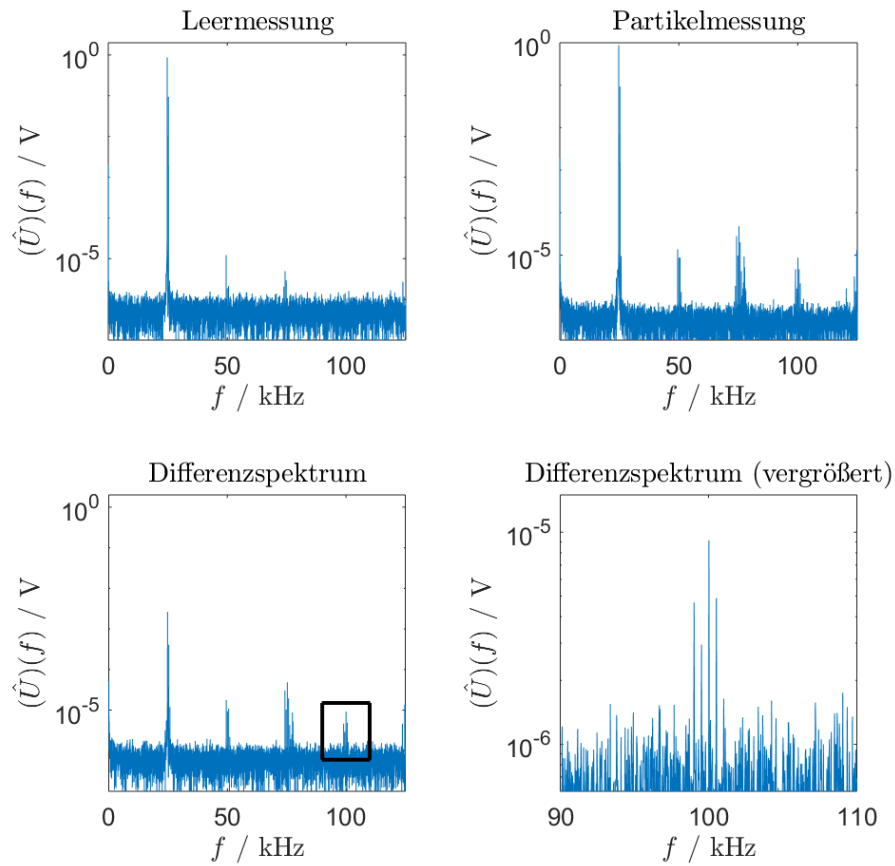 Leermessung
10^0
10^-5
(Û)(f) / V
0 50 100
f / kHz
Partikelmessung
10^0
10^-5
(Û)(f) / V
0 50 100
f / kHz
Differenzspektrum
10^0
10^-5
(Û)(f) / V
0 50 100
f / kHz
Differenzspektrum (vergrößert)
10^-5
10^-6
(Û)(f) / V
90 100 110
f / kHz